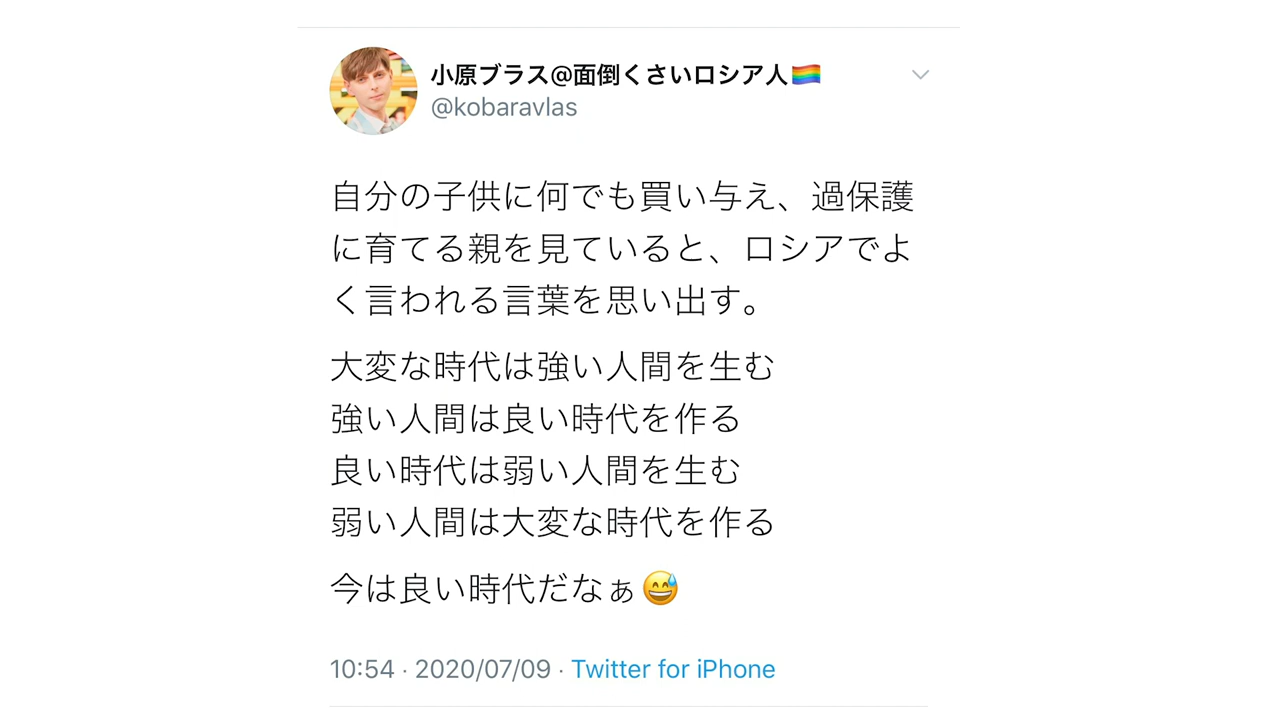 小原ブラス@面倒くさいロシア人🏳️‍🌈
@kobaravlas
自分の子供に何でも買い与え、過保護
に育てる親を見ていると、ロシアでよ
く言われる言葉を思い出す。
大変な時代は強い人間を生む
強い人間は良い時代を作る
良い時代は弱い人間を生む
弱い人間は大変な時代を作る
今は良い時代だなぁ😅
10:54 · 2020/07/09 · Twitter for iPhone